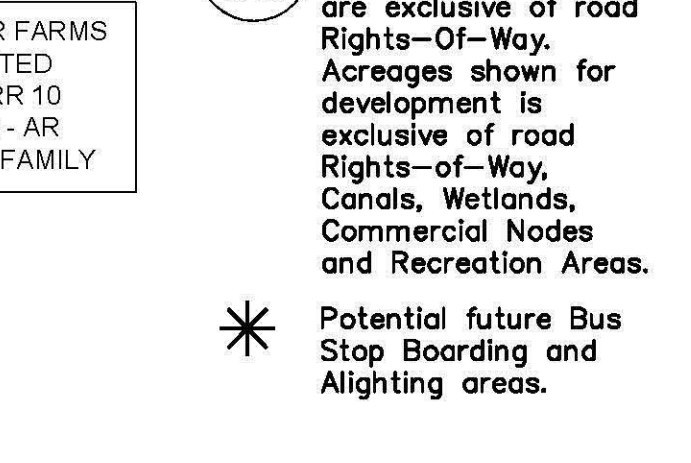 R FARMS
TED
RR 10
- AR
FAMILY
are exclusive of road
Rights-Of-Way.
Acreages shown for
development is
exclusive of road
Rights-of-Way,
Canals, Wetlands,
Commercial Nodes
and Recreation Areas.
Potential future Bus
Stop Boarding and
Alighting areas.